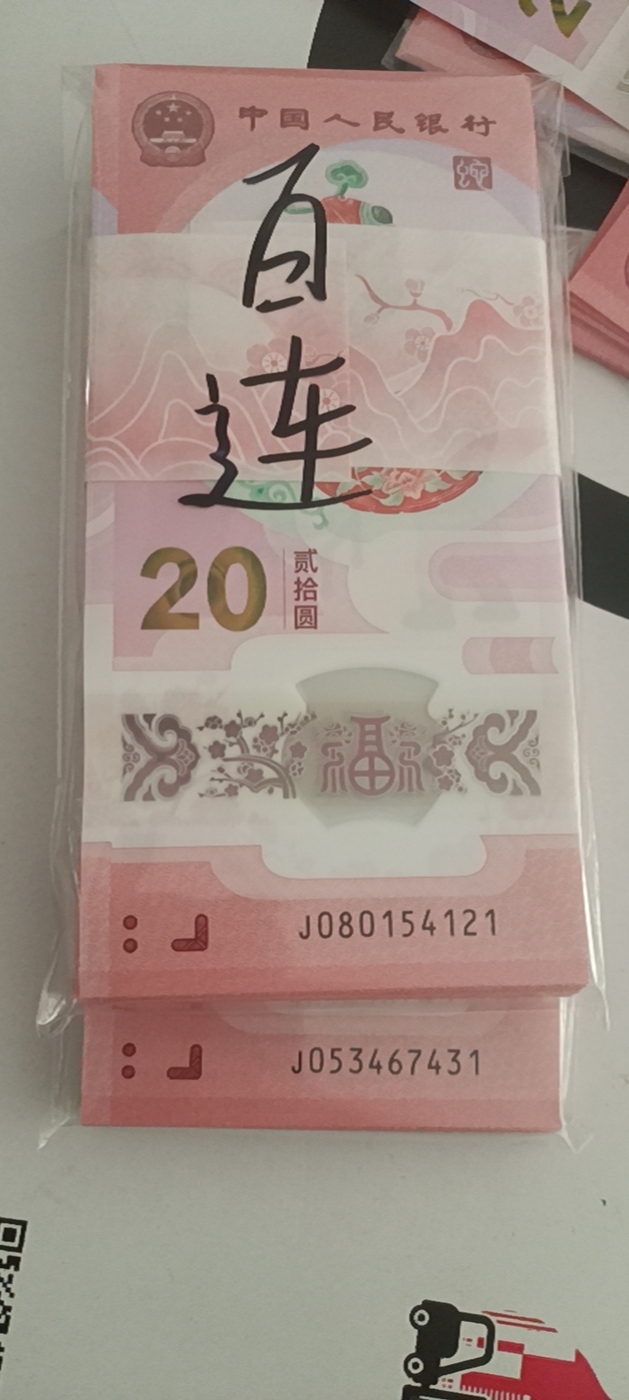 中国人民银行
百
连
20 贰拾圆
福
J080154121
J053467431